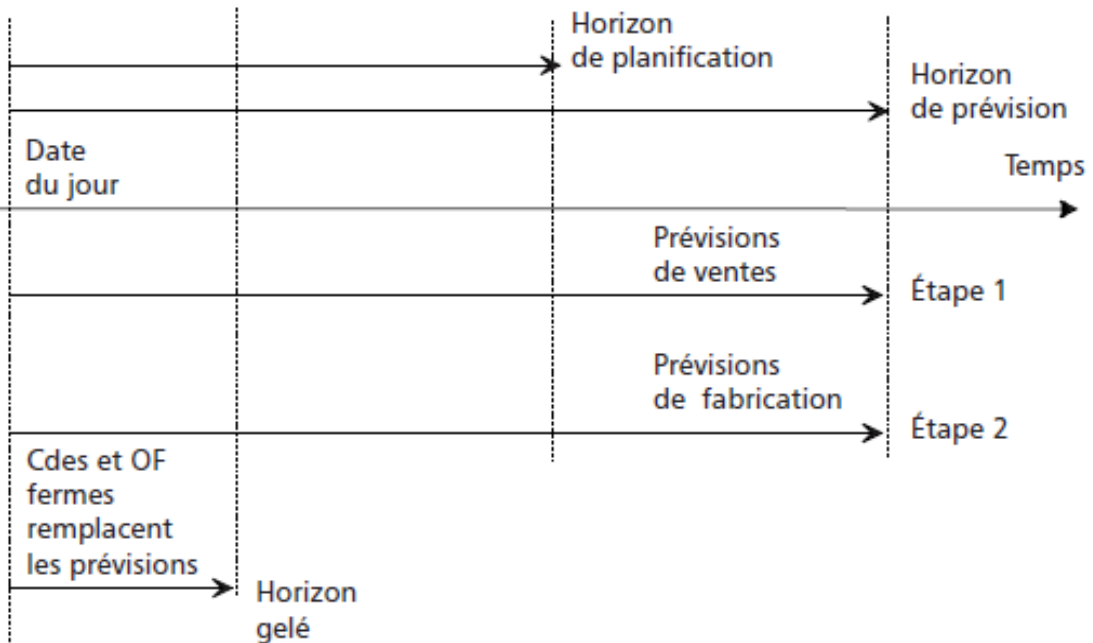 Horizon
de planification
Horizon
de prévision
Date
du jour
Temps
Prévisions
de ventes
Étape 1
Prévisions
de fabrication
Étape 2
Cdes et OF
fermes
remplacent
les prévisions
Horizon
gelé